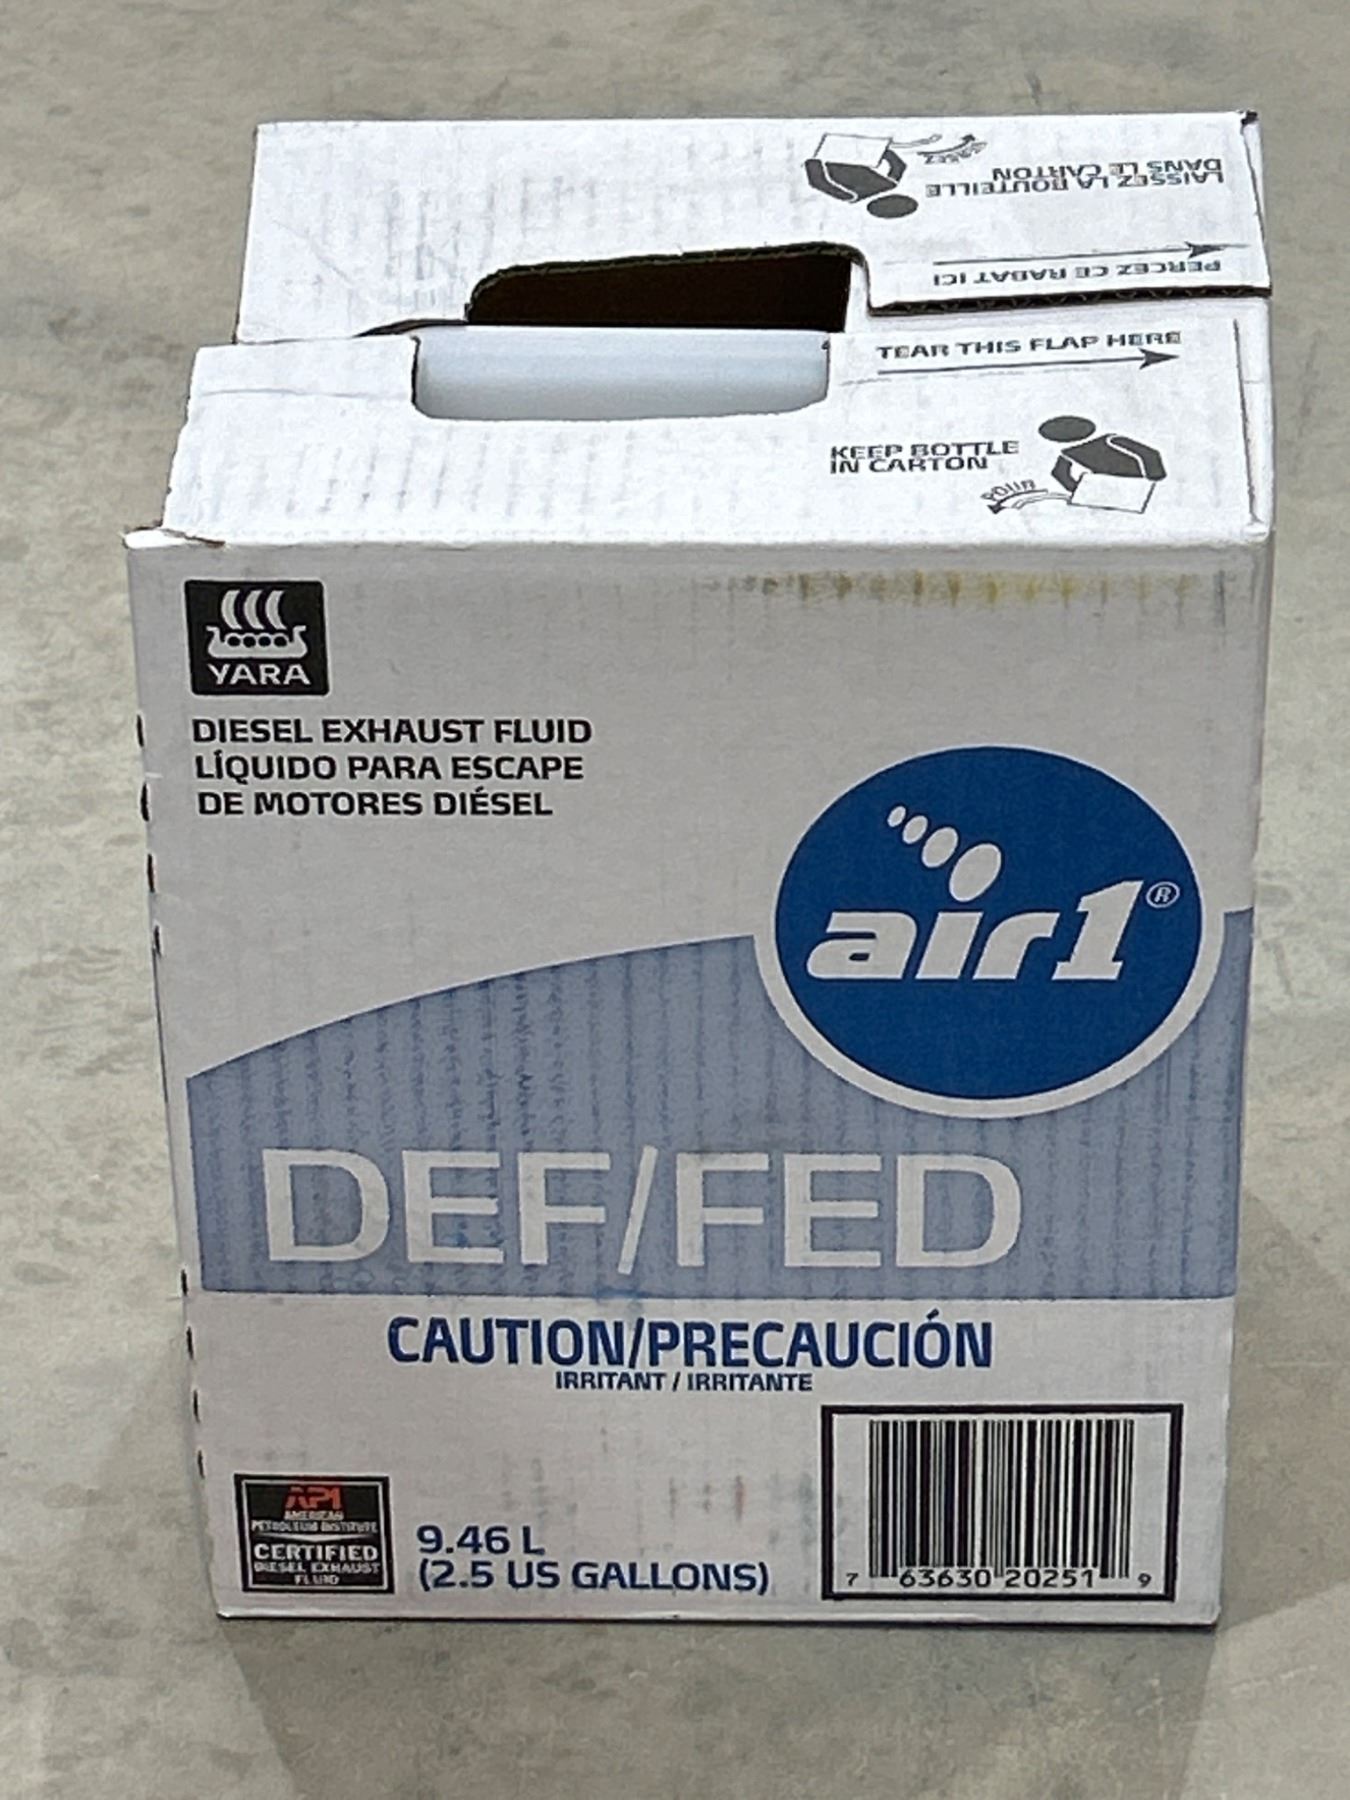 LAISSEZ LA BOUTEILLE
DANS LE CARTON
PERCEZ CE RABAT ICI
TEAR THIS FLAP HERE
KEEP BOTTLE
IN CARTON
POUR
YARA
DIESEL EXHAUST FLUID
LÍQUIDO PARA ESCAPE
DE MOTORES DIÉSEL
air1®
DEF/FED
CAUTION/PRECAUCIÓN
IRRITANT / IRRITANTE
API
AMERICAN
PETROLEUM INSTITUTE
CERTIFIED
DIESEL EXHAUST
FLUID
9.46 L
(2.5 US GALLONS)
7 63630 20251 9